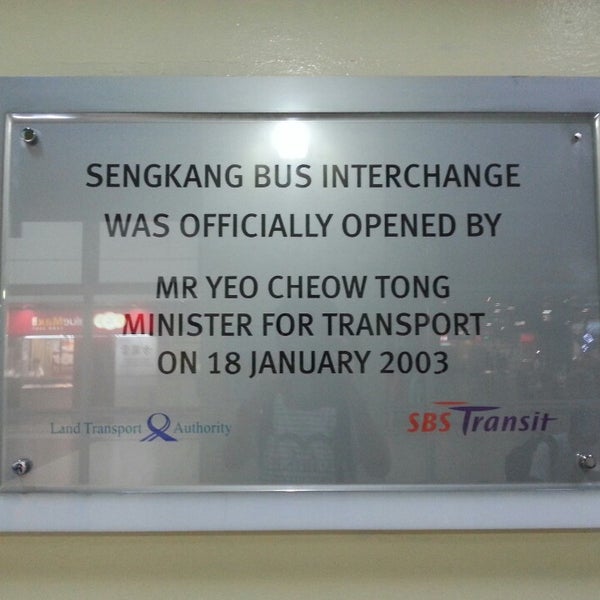 SENGKANG BUS INTERCHANGE
WAS OFFICIALLY OPENED BY
MR YEO CHEOW TONG
MINISTER FOR TRANSPORT
ON 18 JANUARY 2003
Land Transport Authority
SBS Transit